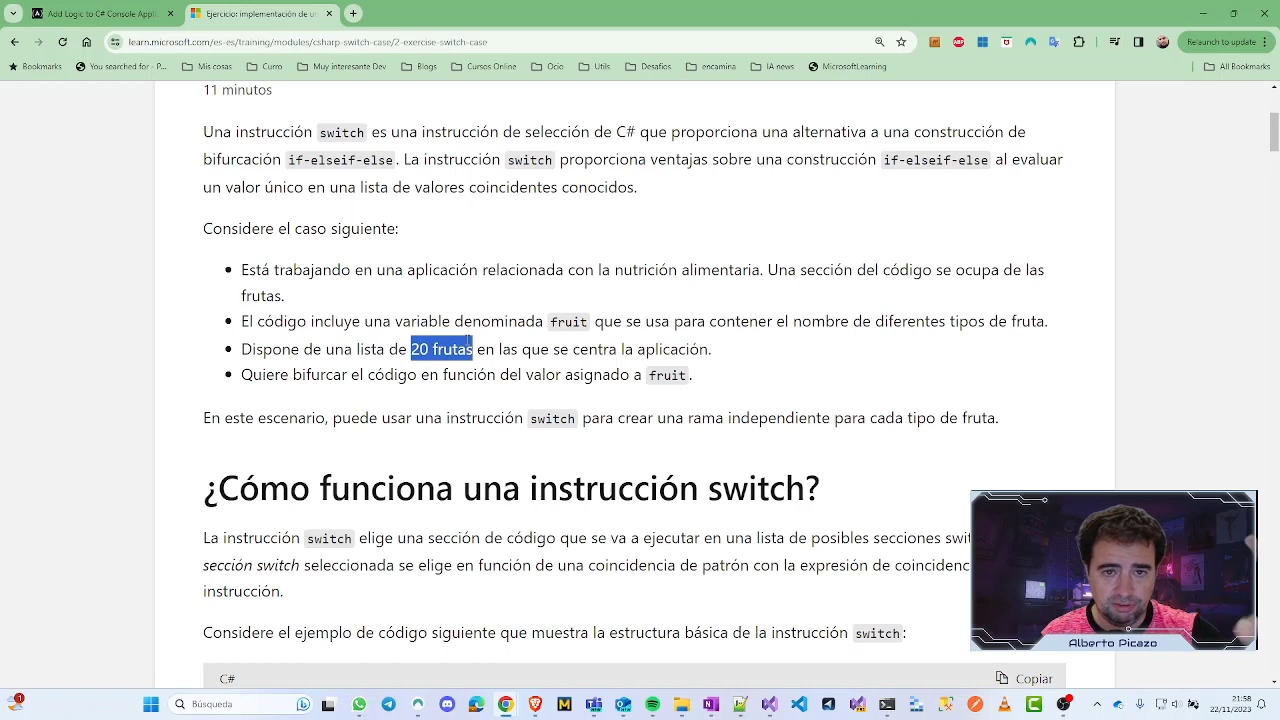 Add Logic to C# Console Applic
Ejercicio: implementación de un
learn.microsoft.com/es-es/training/modules/csharp-switch-case/2-exercise-switch-case
Relaunch to update
Bookmarks
You searched for - P...
Mis cosas
Curro
Muy interesante Dev
Blogs
Cursos Online
Ocio
Utils
Desafios
encamina
IA news
MicrosoftLearning
All Bookmarks
11 minutos
Una instrucción switch es una instrucción de selección de C# que proporciona una alternativa a una construcción de
bifurcación if-elseif-else. La instrucción switch proporciona ventajas sobre una construcción if-elseif-else al evaluar
un valor único en una lista de valores coincidentes conocidos.
Considere el caso siguiente:
Está trabajando en una aplicación relacionada con la nutrición alimentaria. Una sección del código se ocupa de las
frutas.
El código incluye una variable denominada fruit que se usa para contener el nombre de diferentes tipos de fruta.
Dispone de una lista de 20 frutas en las que se centra la aplicación.
Quiere bifurcar el código en función del valor asignado a fruit.
En este escenario, puede usar una instrucción switch para crear una rama independiente para cada tipo de fruta.
¿Cómo funciona una instrucción switch?
La instrucción switch elige una sección de código que se va a ejecutar en una lista de posibles secciones swit
sección switch seleccionada se elige en función de una coincidencia de patrón con la expresión de coincidenc
instrucción.
Considere el ejemplo de código siguiente que muestra la estructura básica de la instrucción switch:
Alberto Picazo
C#
Copiar
1
Búsqueda
21:58
22/11/2023